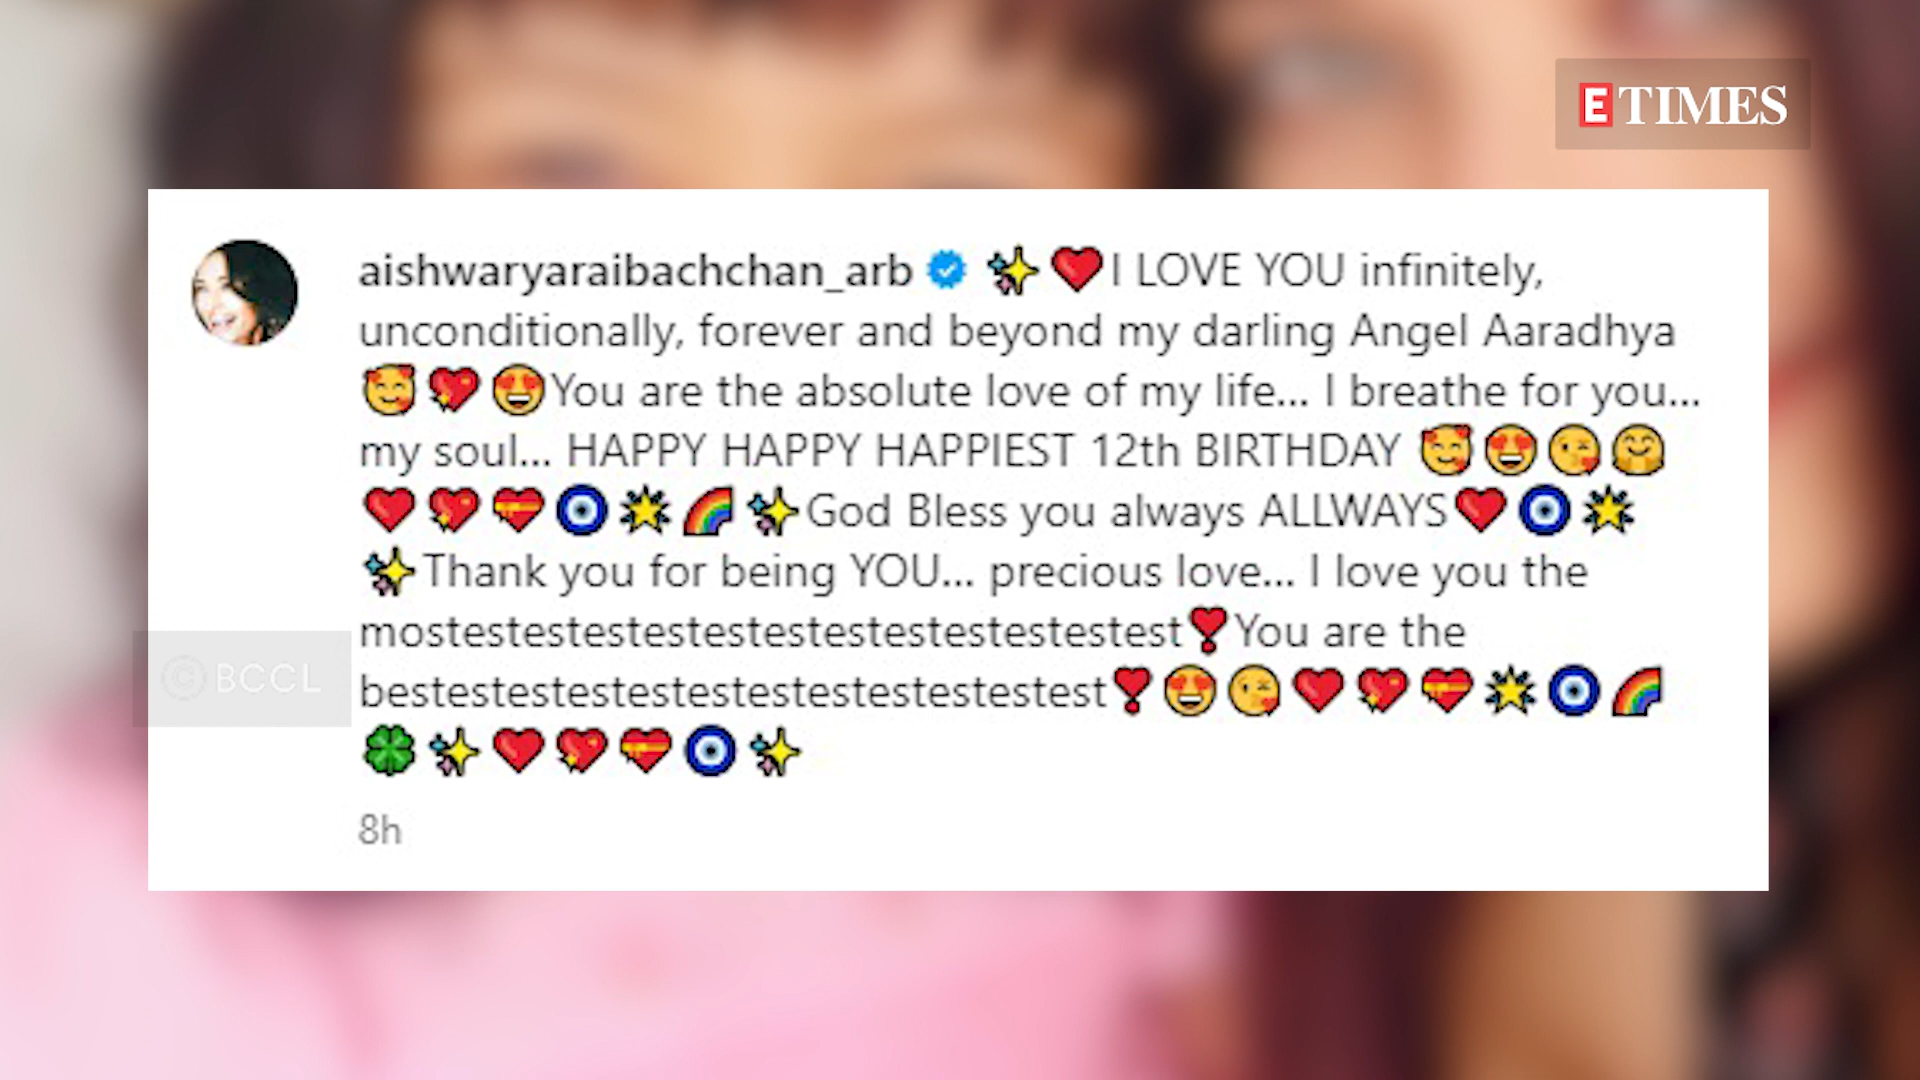 ETIMES
aishwaryaraibachchan_arb ✨❤️I LOVE YOU infinitely,
unconditionally, forever and beyond my darling Angel Aaradhya
🥰💖😍You are the absolute love of my life... I breathe for you...
my soul... HAPPY HAPPY HAPPIEST 12th BIRTHDAY 🥰😍😘🤗
❤️💖💝🧿🌟🌈✨God Bless you always ALLWAYS❤️🧿🌟
✨Thank you for being YOU... precious love... I love you the
mostestestestestestestestestestestestestestestestest❣️You are the
bestestestestestestestestestestestestestestestest❣️😍😘❤️💖💝🌟🧿🌈
🍀✨❤️💖💝🧿✨
8h
© BCCL